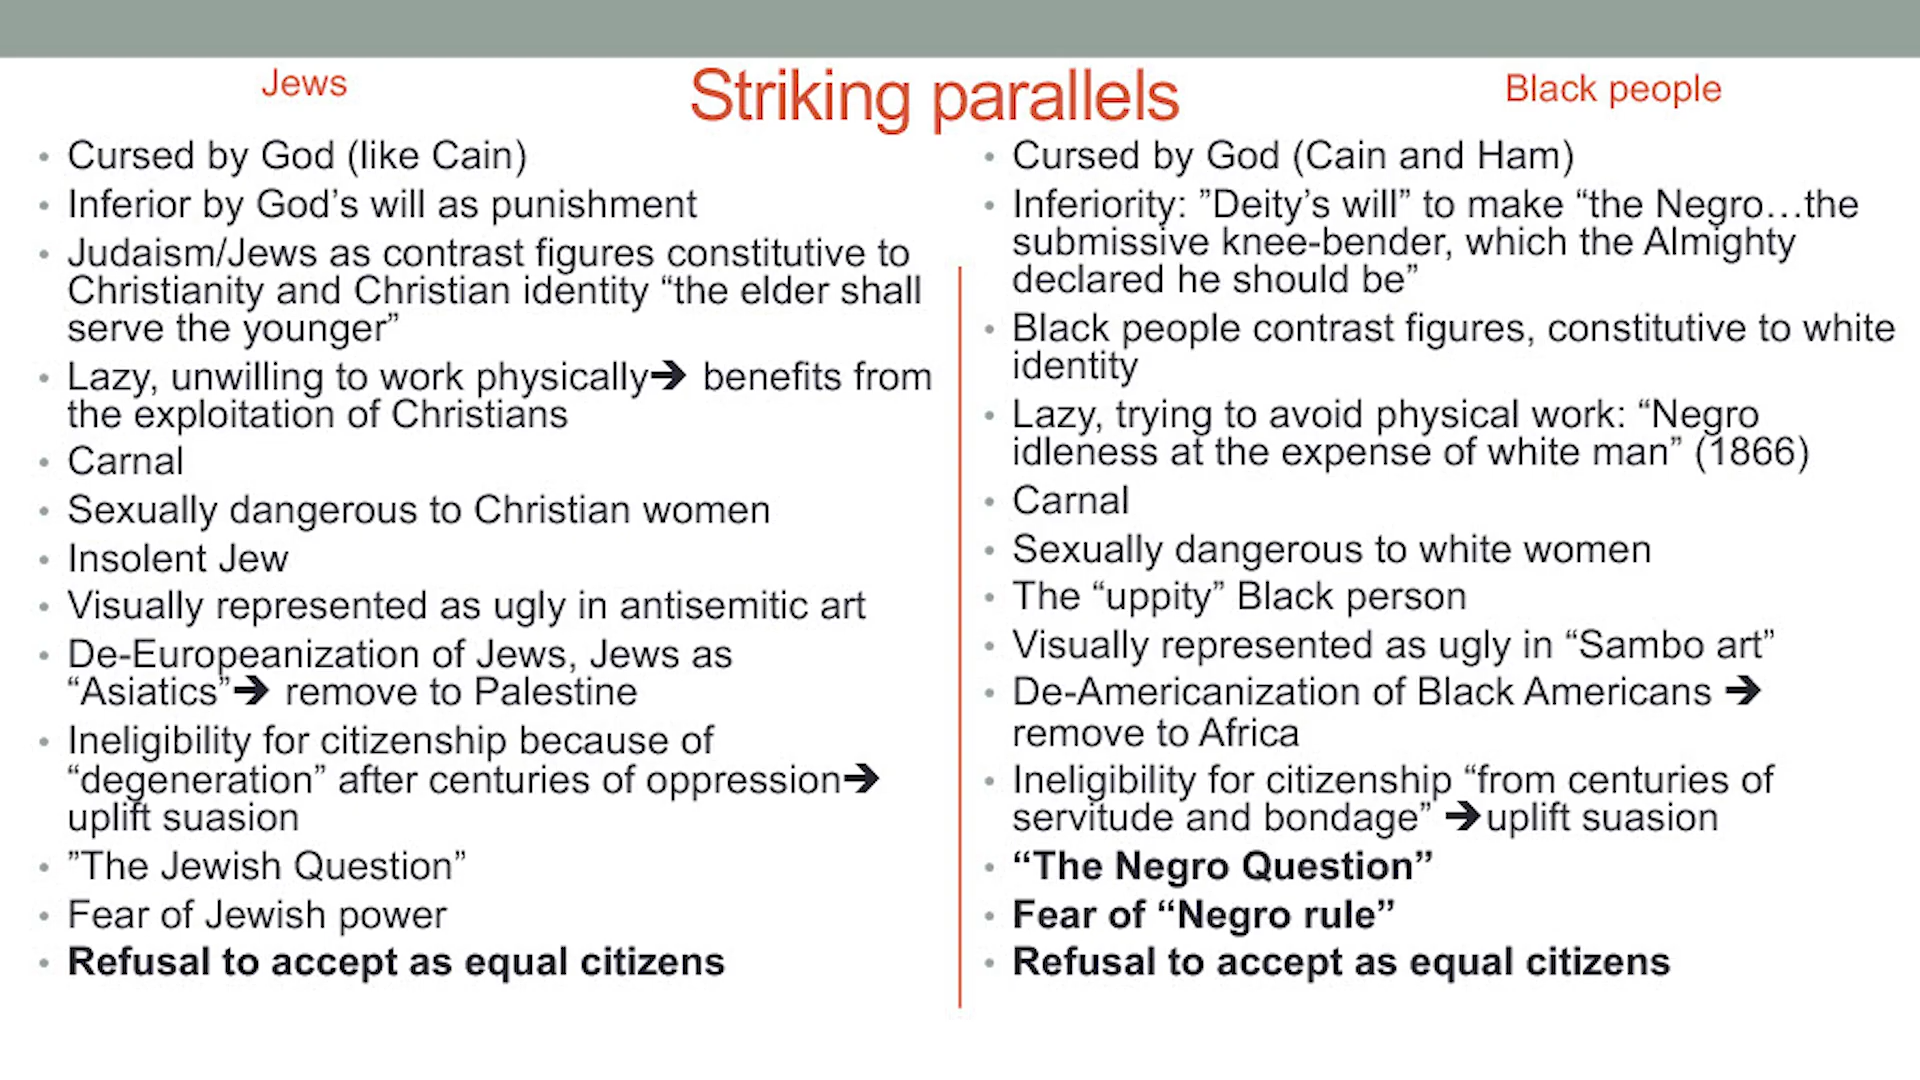 Striking parallels
Jews
• Cursed by God (like Cain)
• Inferior by God’s will as punishment
• Judaism/Jews as contrast figures constitutive to
Christianity and Christian identity “the elder shall
serve the younger”
• Lazy, unwilling to work physically➔ benefits from
the exploitation of Christians
• Carnal
• Sexually dangerous to Christian women
• Insolent Jew
• Visually represented as ugly in antisemitic art
• De-Europeanization of Jews, Jews as
“Asiatics”➔ remove to Palestine
• Ineligibility for citizenship because of
“degeneration” after centuries of oppression➔
uplift suasion
• ”The Jewish Question”
• Fear of Jewish power
• Refusal to accept as equal citizens
Black people
• Cursed by God (Cain and Ham)
• Inferiority: ”Deity’s will” to make “the Negro…the
submissive knee-bender, which the Almighty
declared he should be”
• Black people contrast figures, constitutive to white
identity
• Lazy, trying to avoid physical work: “Negro
idleness at the expense of white man” (1866)
• Carnal
• Sexually dangerous to white women
• The “uppity” Black person
• Visually represented as ugly in “Sambo art”
• De-Americanization of Black Americans ➔
remove to Africa
• Ineligibility for citizenship “from centuries of
servitude and bondage” ➔uplift suasion
• “The Negro Question”
• Fear of “Negro rule”
• Refusal to accept as equal citizens